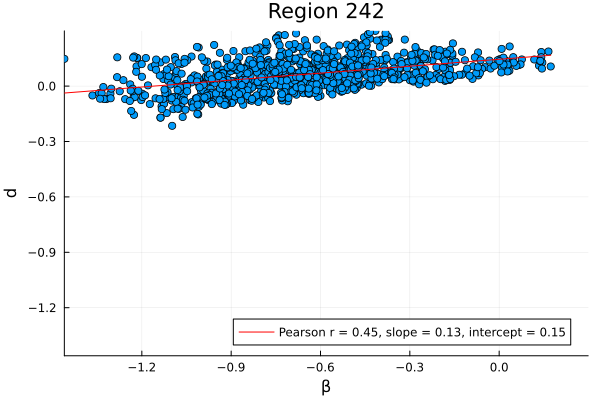 Region 242
d
0.0
−0.3
−0.6
−0.9
−1.2
Pearson r = 0.45, slope = 0.13, intercept = 0.15
−1.2 −0.9 −0.6 −0.3 0.0
β